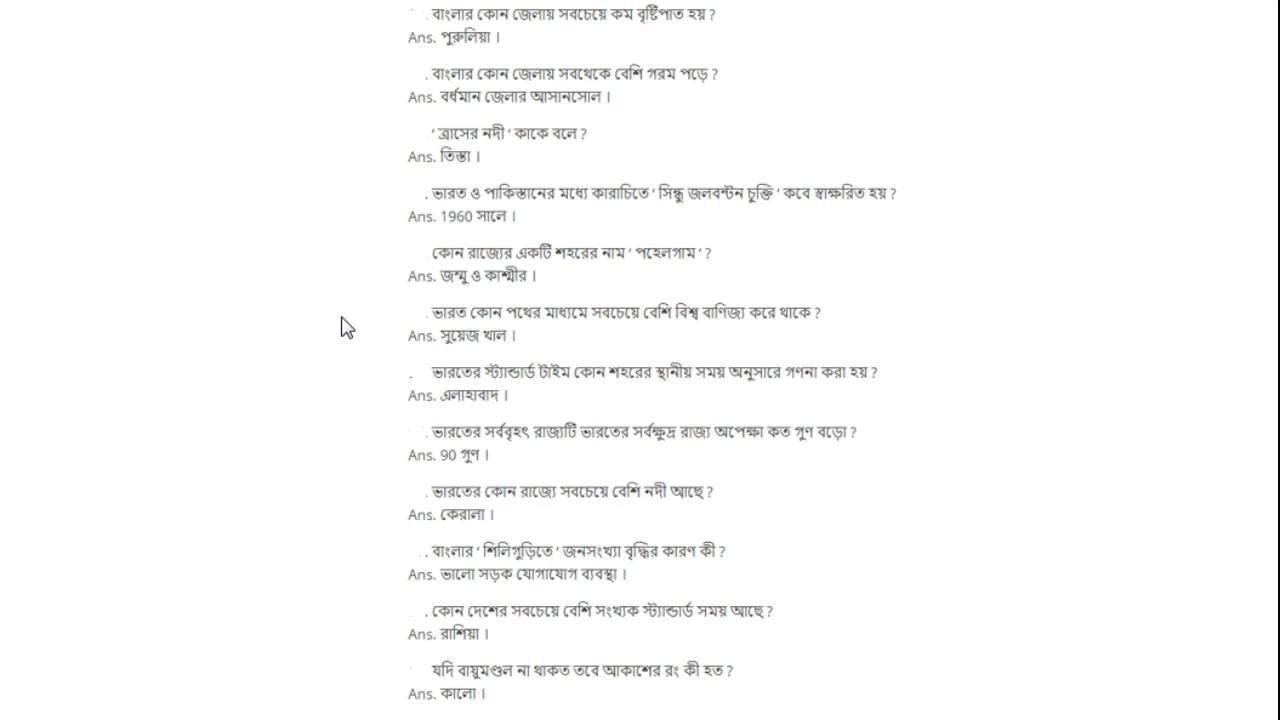 বাংলার কোন জেলায় সবচেয়ে কম বৃষ্টিপাত হয় ?
Ans. পুরুলিয়া ।
. বাংলার কোন জেলায় সবথেকে বেশি গরম পড়ে ?
Ans. বর্ধমান জেলার আসানসোল ।
‘ ত্রাসের নদী ‘ কাকে বলে ?
Ans. তিস্তা ।
. ভারত ও পাকিস্তানের মধ্যে কারাচিতে ‘ সিন্ধু জলবন্টন চুক্তি ‘ কবে স্বাক্ষরিত হয় ?
Ans. 1960 সালে ।
কোন রাজ্যের একটি শহরের নাম ‘ পহেলগাম ‘ ?
Ans. জম্মু ও কাশ্মীর ।
. ভারত কোন পথের মাধ্যমে সবচেয়ে বেশি বিশ্ব বাণিজ্য করে থাকে ?
Ans. সুয়েজ খাল ।
. ভারতের স্ট্যান্ডার্ড টাইম কোন শহরের স্থানীয় সময় অনুসারে গণনা করা হয় ?
Ans. এলাহাবাদ ।
. ভারতের সর্ববৃহৎ রাজ্যটি ভারতের সর্বক্ষুদ্র রাজ্য অপেক্ষা কত গুণ বড়ো ?
Ans. 90 গুণ ।
. ভারতের কোন রাজ্যে সবচেয়ে বেশি নদী আছে ?
Ans. কেরালা ।
. বাংলার ‘ শিলিগুড়িতে ‘ জনসংখ্যা বৃদ্ধির কারণ কী ?
Ans. ভালো সড়ক যোগাযোগ ব্যবস্থা ।
. কোন দেশের সবচেয়ে বেশি সংখ্যক স্ট্যান্ডার্ড সময় আছে ?
Ans. রাশিয়া ।
যদি বায়ুমণ্ডল না থাকত তবে আকাশের রং কী হত ?
Ans. কালো ।